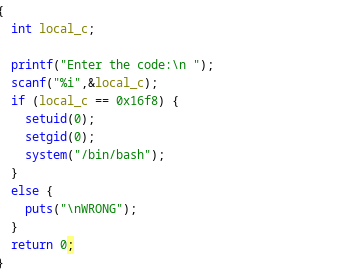 {
int local_c;
printf("Enter the code:\n ");
scanf("%i",&local_c);
if (local_c == 0x16f8) {
setuid(0);
setgid(0);
system("/bin/bash");
}
else {
puts("\nWRONG");
}
return 0;
}